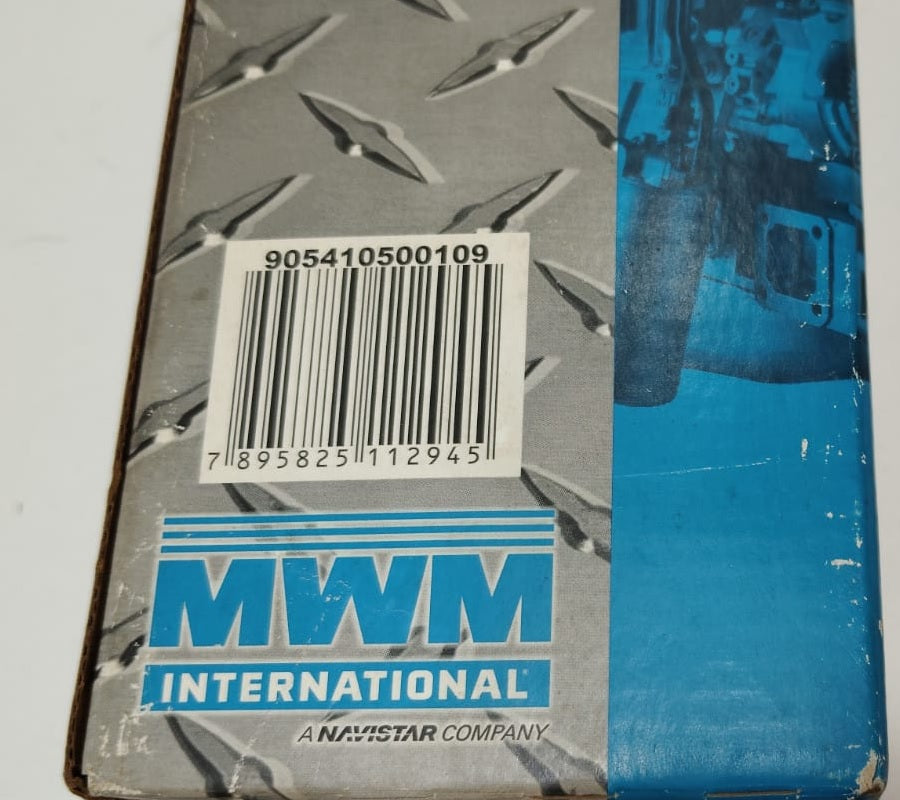 905410500109
7 895825 112945
MWM
INTERNATIONAL
A NAVISTAR COMPANY